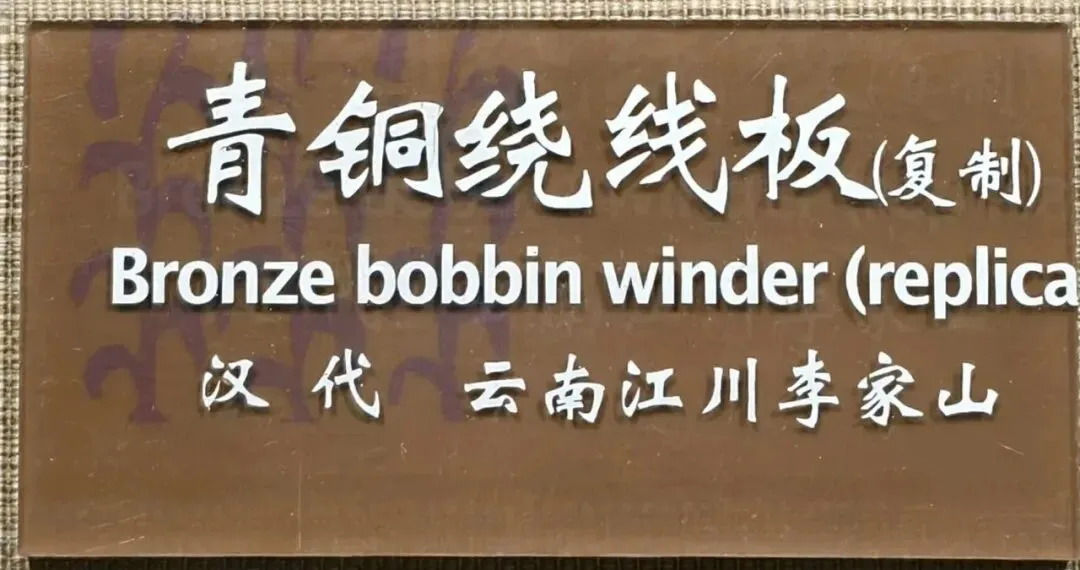 青铜绕线板(复制)
Bronze bobbin winder (replica
汉代 云南江川李家山